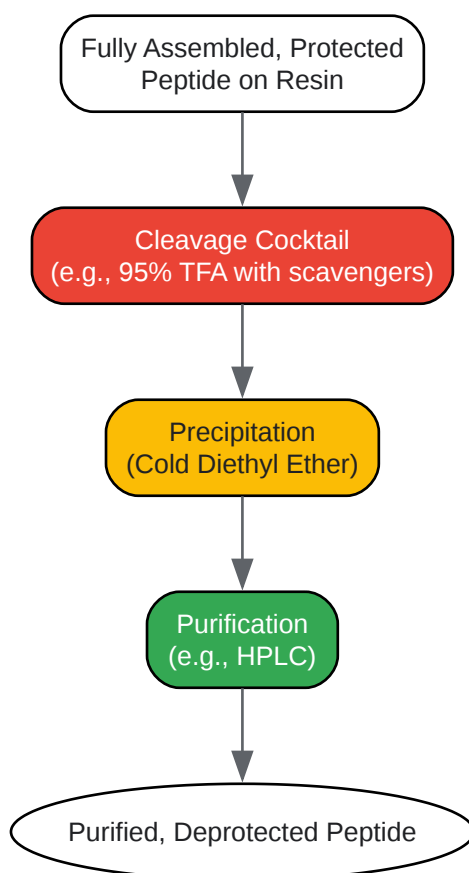 Fully Assembled, Protected
Peptide on Resin
Cleavage Cocktail
(e.g., 95% TFA with scavengers)
Precipitation
(Cold Diethyl Ether)
Purification
(e.g., HPLC)
Purified, Deprotected Peptide